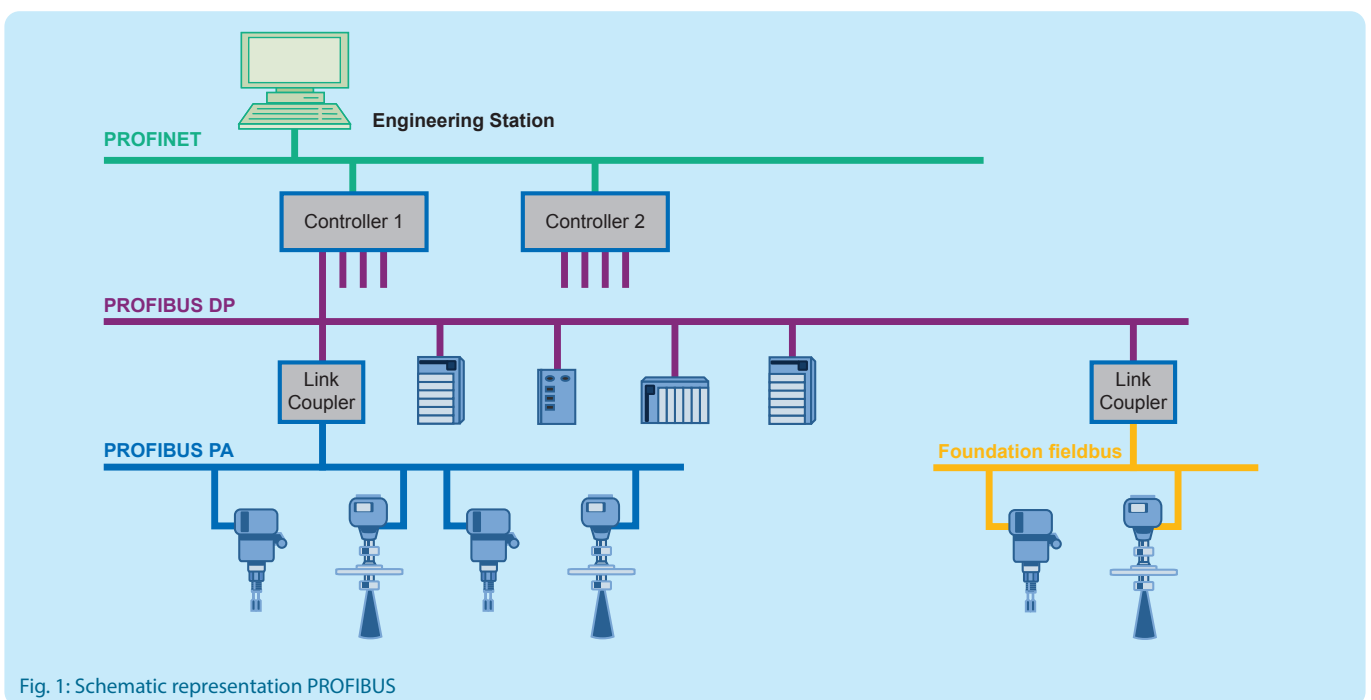 Engineering Station
PROFINET
Controller 1
Controller 2
PROFIBUS DP
Link
Coupler
Link
Coupler
PROFIBUS PA
Foundation fieldbus
Fig. 1: Schematic representation PROFIBUS